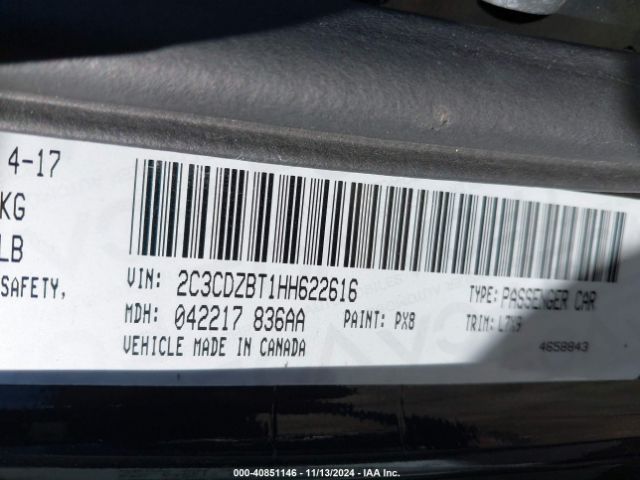 4-17
KG
LB
SAFETY,
VIN: 2C3CDZBT1HH622616 TYPE: PASSENGER CAR
MDH: 042217 836AA PAINT: PX8 TRIM: L7X9
VEHICLE MADE IN CANADA 4658843
000-40851146 - 11/13/2024 - IAA Inc.